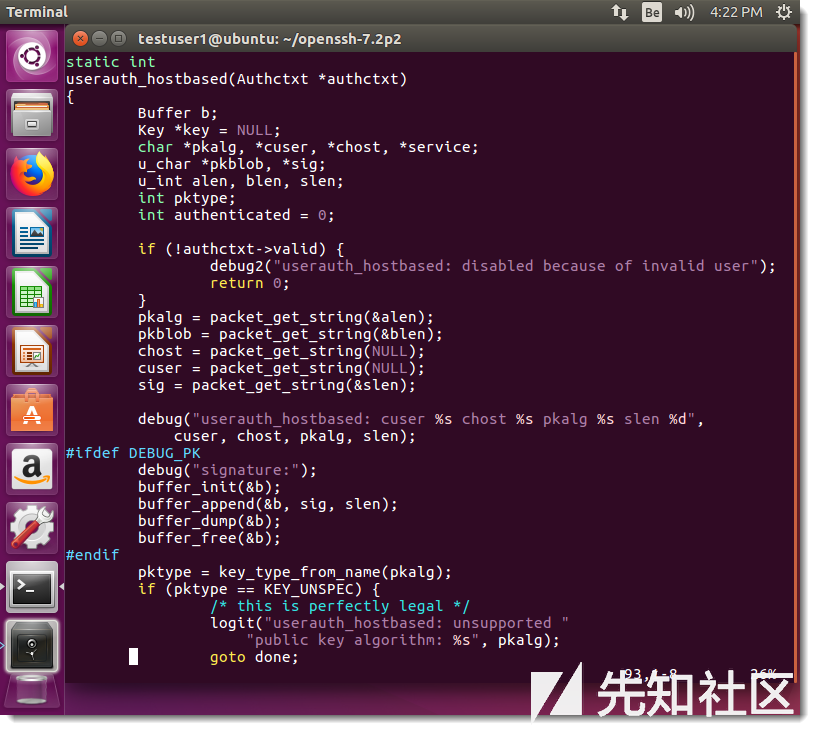 Terminal
Be
4:22 PM
testuser1@ubuntu: ~/openssh-7.2p2
static int
userauth_hostbased(Authctxt *authctxt)
{
        Buffer b;
        Key *key = NULL;
        char *pkalg, *cuser, *chost, *service;
        u_char *pkblob, *sig;
        u_int alen, blen, slen;
        int pktype;
        int authenticated = 0;

        if (!authctxt->valid) {
                debug2("userauth_hostbased: disabled because of invalid user");
                return 0;
        }
        pkalg = packet_get_string(&alen);
        pkblob = packet_get_string(&blen);
        chost = packet_get_string(NULL);
        cuser = packet_get_string(NULL);
        sig = packet_get_string(&slen);

        debug("userauth_hostbased: cuser %s chost %s pkalg %s slen %d",
            cuser, chost, pkalg, slen);
#ifdef DEBUG_PK
        debug("signature:");
        buffer_init(&b);
        buffer_append(&b, sig, slen);
        buffer_dump(&b);
        buffer_free(&b);
#endif
        pktype = key_type_from_name(pkalg);
        if (pktype == KEY_UNSPEC) {
                /* this is perfectly legal */
                logit("userauth_hostbased: unsupported "
                    "public key algorithm: %s", pkalg);
                goto done;
先知社区